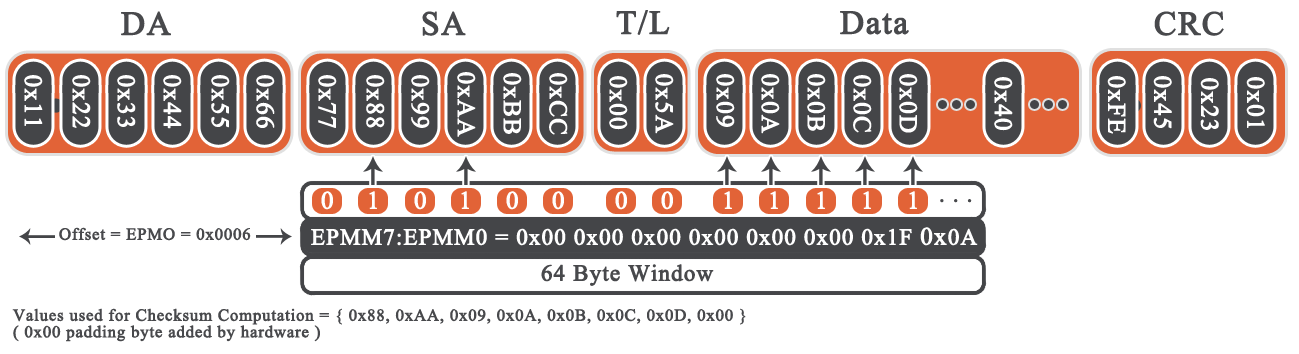 DA SA T/L Data CRC
0x11 0x22 0x33 0x44 0x55 0x66 0x77 0x88 0x99 0xAA 0xBB 0xCC 0x00 0x5A 0x09 0x0A 0x0B 0x0C 0x0D 0x40 0xFE 0x45 0x23 0x01
0 1 0 1 0 0 0 0 1 1 1 1 1 ...
Offset = EPMO = 0x0006
EPMM7:EPMM0 = 0x00 0x00 0x00 0x00 0x00 0x00 0x1F 0x0A
64 Byte Window
Values used for Checksum Computation = { 0x88, 0xAA, 0x09, 0x0A, 0x0B, 0x0C, 0x0D, 0x00 }
( 0x00 padding byte added by hardware )